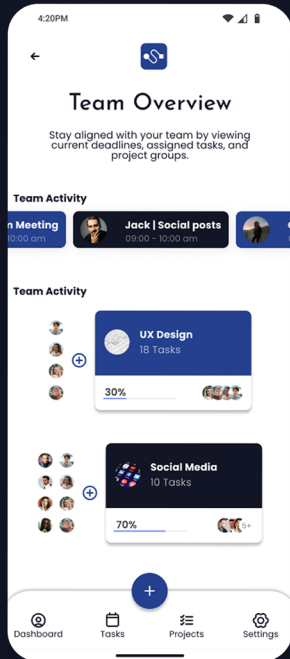 4:20PM
Team Overview
Stay aligned with your team by viewing
current deadlines, assigned tasks, and
project groups.
Team Activity
n Meeting
10:00 am
Jack | Social posts
09:00 - 10:00 am
Team Activity
UX Design
18 Tasks
30%
Social Media
10 Tasks
70%
5+
+
Dashboard
Tasks
Projects
Settings